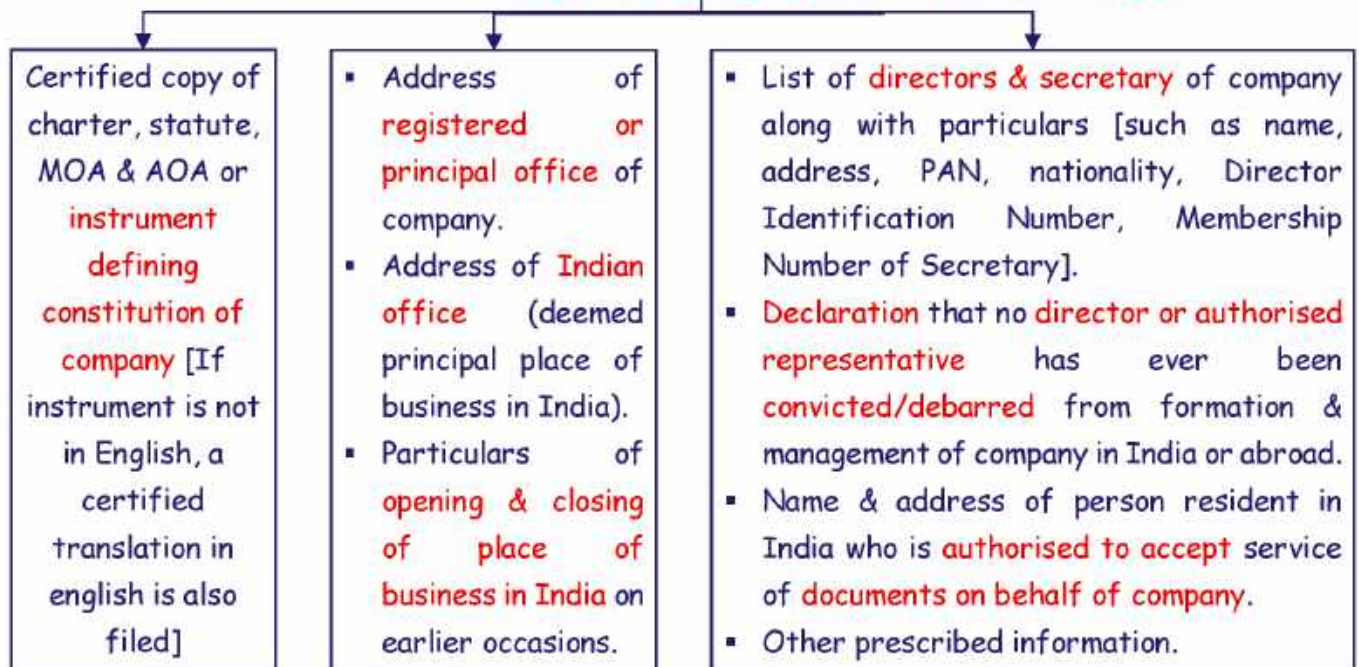 Certified copy of
charter, statute,
MOA & AOA or
instrument
defining
constitution of
company [If
instrument is not
in English, a
certified
translation in
english is also
filed]
▪ Address of
registered or
principal office of
company.
▪ Address of Indian
office (deemed
principal place of
business in India).
▪ Particulars of
opening & closing
of place of
business in India on
earlier occasions.
▪ List of directors & secretary of company
along with particulars [such as name,
address, PAN, nationality, Director
Identification Number, Membership
Number of Secretary].
▪ Declaration that no director or authorised
representative has ever been
convicted/debarred from formation &
management of company in India or abroad.
▪ Name & address of person resident in
India who is authorised to accept service
of documents on behalf of company.
▪ Other prescribed information.